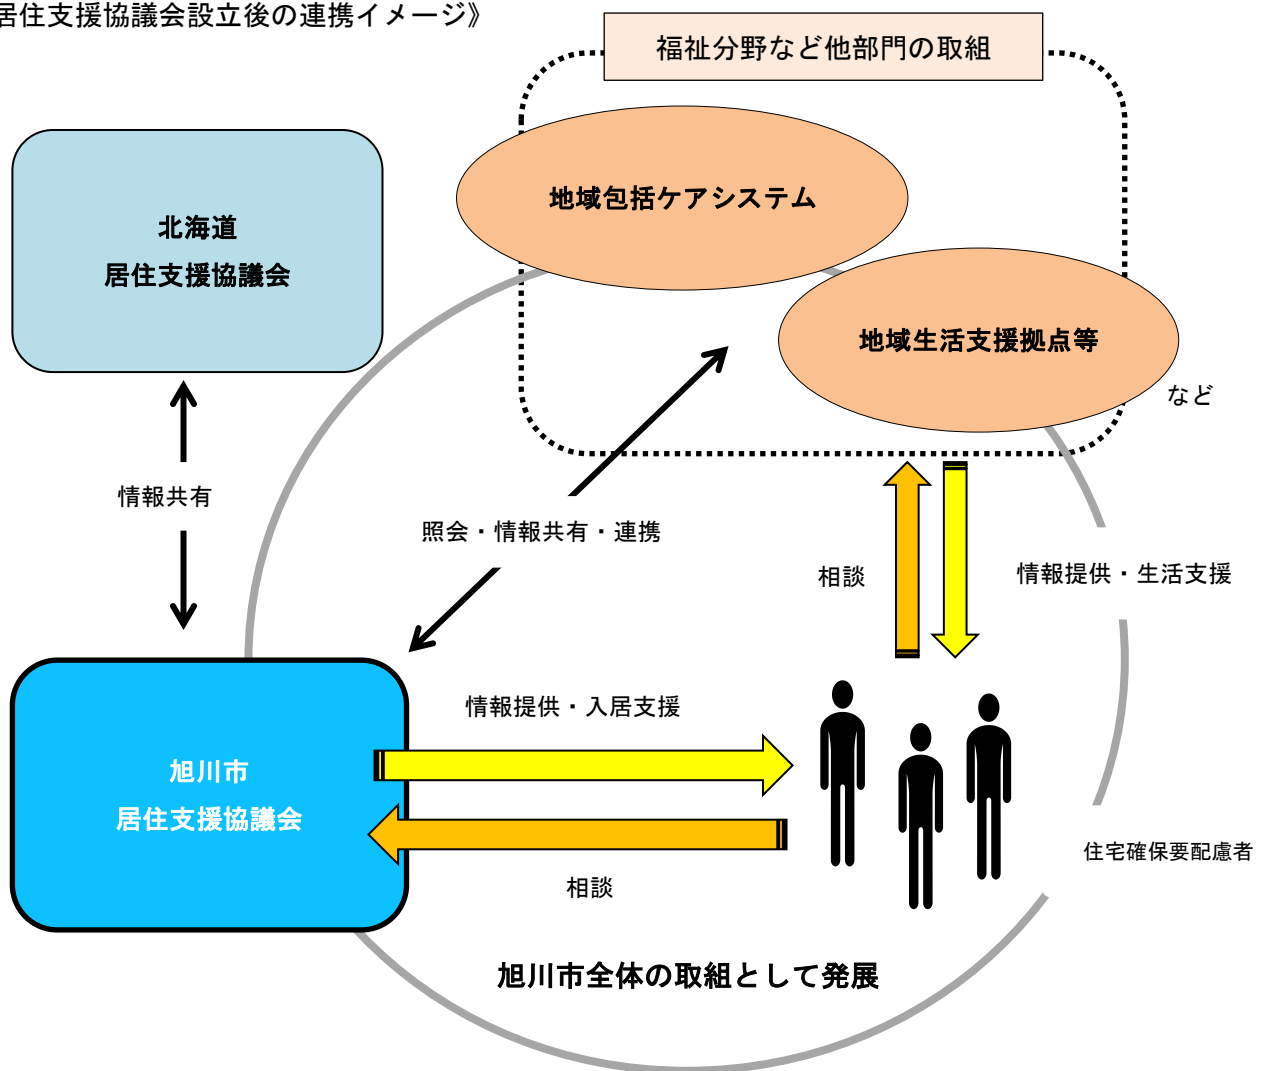 居住支援協議会設立後の連携イメージ》
福祉分野など他部門の取組
地域包括ケアシステム
北海道
居住支援協議会
地域生活支援拠点等
など
情報共有
照会・情報共有・連携
相談
情報提供・生活支援
情報提供・入居支援
旭川市
居住支援協議会
相談
住宅確保要配慮者
旭川市全体の取組として発展